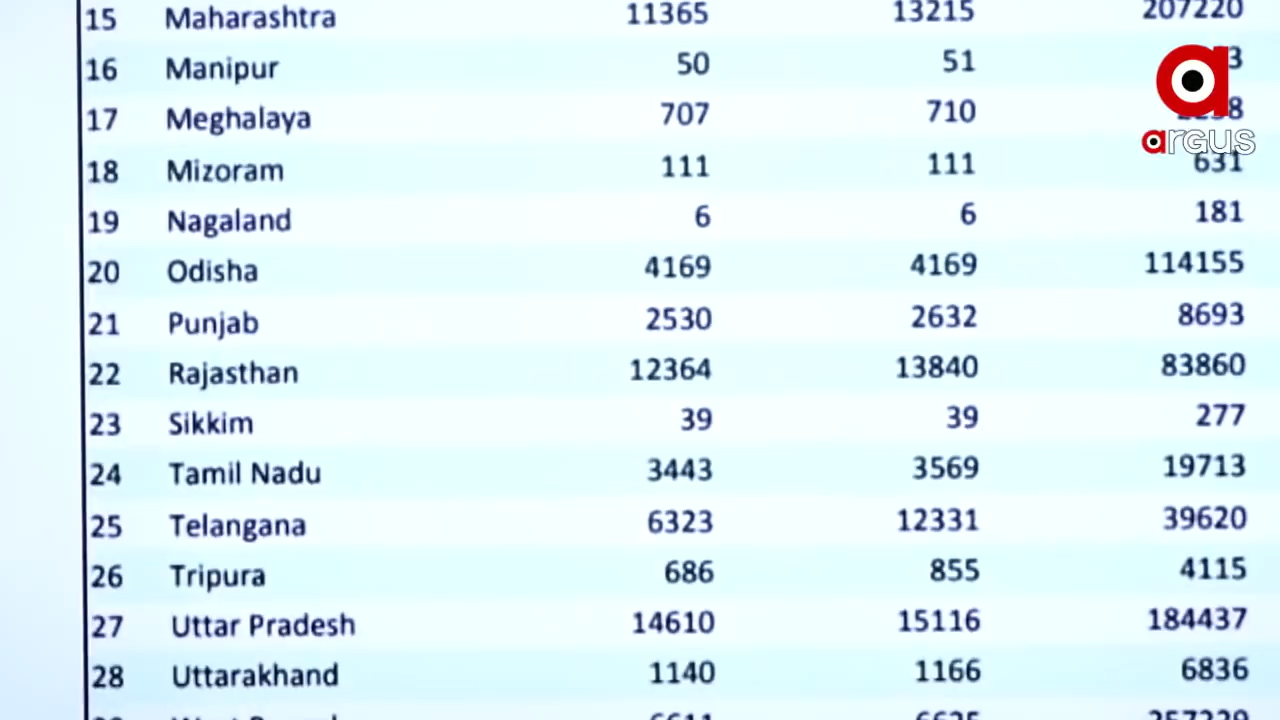 15 Maharashtra 11365 13215 207220
16 Manipur 50 51
17 Meghalaya 707 710
18 Mizoram 111 111 631
19 Nagaland 6 6 181
20 Odisha 4169 4169 114155
21 Punjab 2530 2632 8693
22 Rajasthan 12364 13840 83860
23 Sikkim 39 39 277
24 Tamil Nadu 3443 3569 19713
25 Telangana 6323 12331 39620
26 Tripura 686 855 4115
27 Uttar Pradesh 14610 15116 184437
28 Uttarakhand 1140 1166 6836
argus